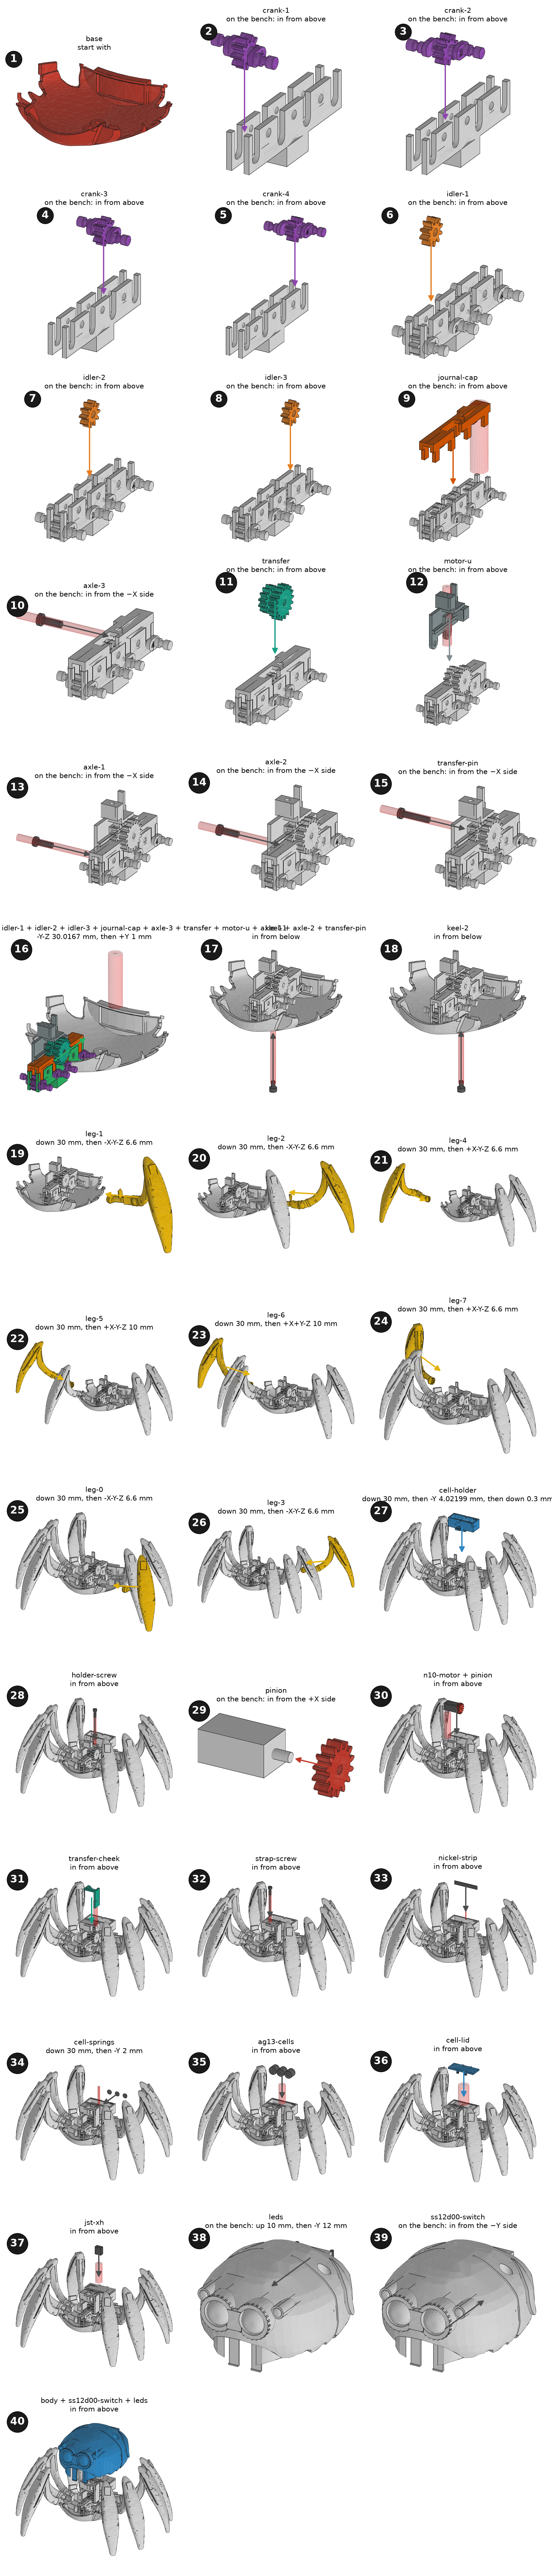 1
base
start with
2
crank-1
on the bench: in from above
3
crank-2
on the bench: in from above
4
crank-3
on the bench: in from above
5
crank-4
on the bench: in from above
6
idler-1
on the bench: in from above
7
idler-2
on the bench: in from above
8
idler-3
on the bench: in from above
9
journal-cap
on the bench: in from above
10
axle-3
on the bench: in from the −X side
11
transfer
on the bench: in from above
12
motor-u
on the bench: in from above
13
axle-1
on the bench: in from the −X side
14
axle-2
on the bench: in from the −X side
15
transfer-pin
on the bench: in from the −X side
16
idler-1 + idler-2 + idler-3 + journal-cap + axle-3 + transfer + motor-u + axle-1 + axle-2 + transfer-pin
-Y-Z 30.0167 mm, then +Y 1 mm
17
in from below
18
keel-2
in from below
19
leg-1
down 30 mm, then -X-Y-Z 6.6 mm
20
leg-2
down 30 mm, then -X-Y-Z 6.6 mm
21
leg-4
down 30 mm, then +X-Y-Z 6.6 mm
22
leg-5
down 30 mm, then +X-Y-Z 10 mm
23
leg-6
down 30 mm, then +X+Y-Z 10 mm
24
leg-7
down 30 mm, then +X-Y-Z 6.6 mm
25
leg-0
down 30 mm, then -X-Y-Z 6.6 mm
26
leg-3
down 30 mm, then -X-Y-Z 6.6 mm
27
cell-holder
down 30 mm, then -Y 4.02199 mm, then down 0.3 mm
28
holder-screw
in from above
29
pinion
on the bench: in from the +X side
30
n10-motor + pinion
in from above
31
transfer-cheek
in from above
32
strap-screw
in from above
33
nickel-strip
in from above
34
cell-springs
down 30 mm, then -Y 2 mm
35
ag13-cells
in from above
36
cell-lid
in from above
37
jst-xh
in from above
38
leds
on the bench: up 10 mm, then -Y 12 mm
39
ss12d00-switch
on the bench: in from the −Y side
40
body + ss12d00-switch + leds
in from above